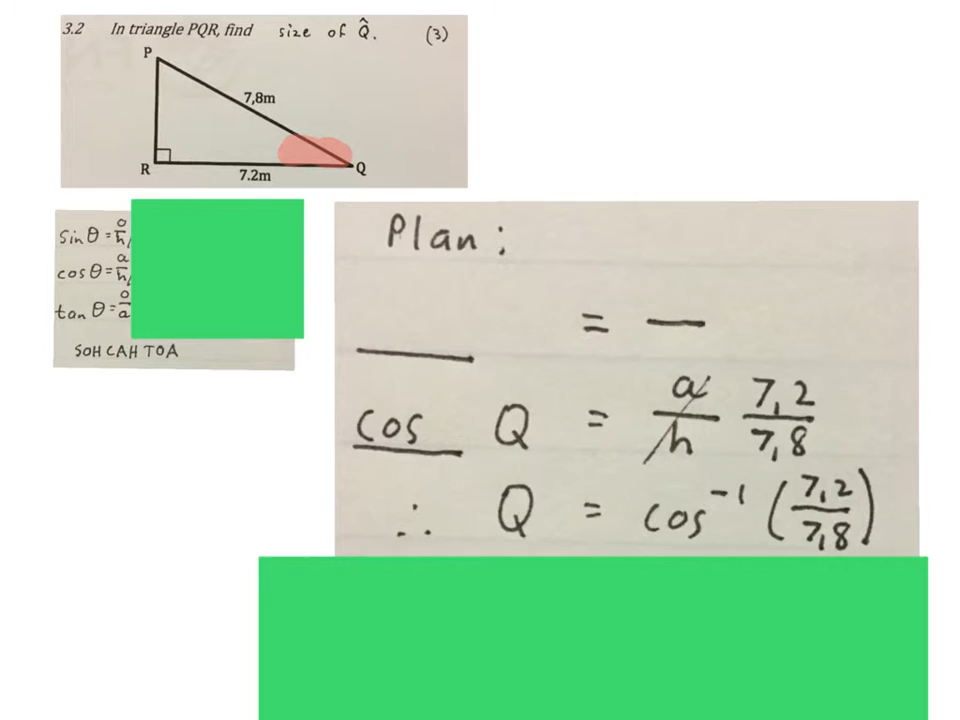 3.2 In triangle PQR, find size of Q̂. (3)
P
7,8m
R
7.2m
Q
sin θ = o/h
cos θ = a/h
tan θ = o/a
SOH CAH TOA
Plan:
___ = —
cos Q = a/h 7,2/7,8
∴ Q = cos⁻¹ (7,2/7,8)